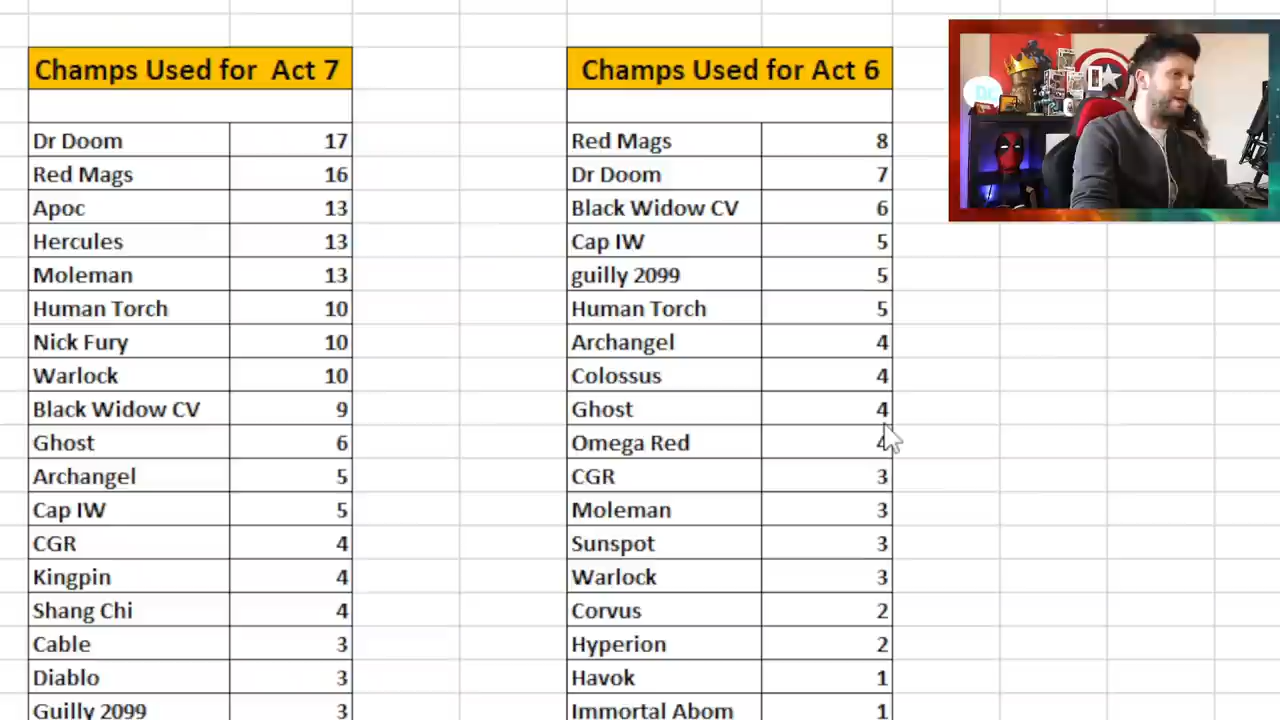 Champs Used for Act 7
Dr Doom 17
Red Mags 16
Apoc 13
Hercules 13
Moleman 13
Human Torch 10
Nick Fury 10
Warlock 10
Black Widow CV 9
Ghost 6
Archangel 5
Cap IW 5
CGR 4
Kingpin 4
Shang Chi 4
Cable 3
Diablo 3
Guilly 2099 3
Champs Used for Act 6
Red Mags 8
Dr Doom 7
Black Widow CV 6
Cap IW 5
guilly 2099 5
Human Torch 5
Archangel 4
Colossus 4
Ghost 4
Omega Red 4
CGR 3
Moleman 3
Sunspot 3
Warlock 3
Corvus 2
Hyperion 2
Havok 1
Immortal Abom 1